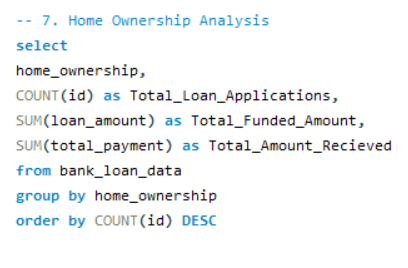 -- 7. Home Ownership Analysis
select
home_ownership,
COUNT(id) as Total_Loan_Applications,
SUM(loan_amount) as Total_Funded_Amount,
SUM(total_payment) as Total_Amount_Recieved
from bank_loan_data
group by home_ownership
order by COUNT(id) DESC